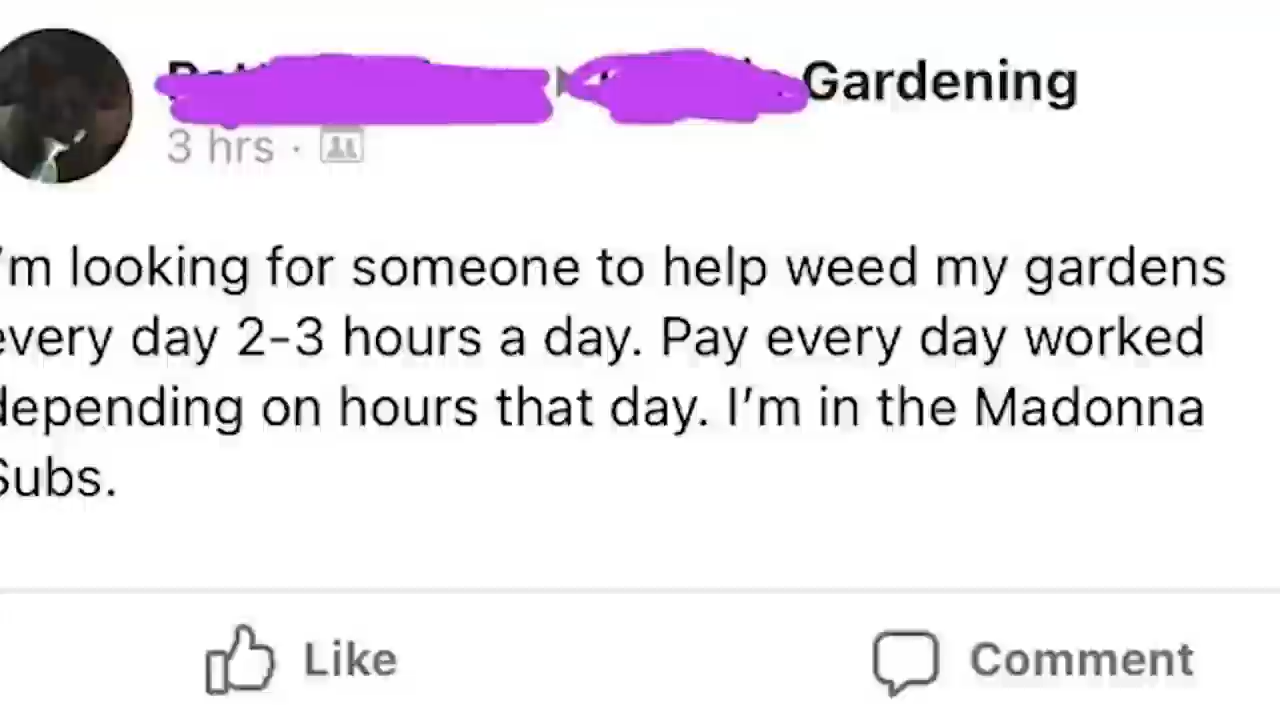 Gardening
3 hrs ·
'm looking for someone to help weed my gardens
every day 2-3 hours a day. Pay every day worked
depending on hours that day. I'm in the Madonna
Subs.
Like
Comment